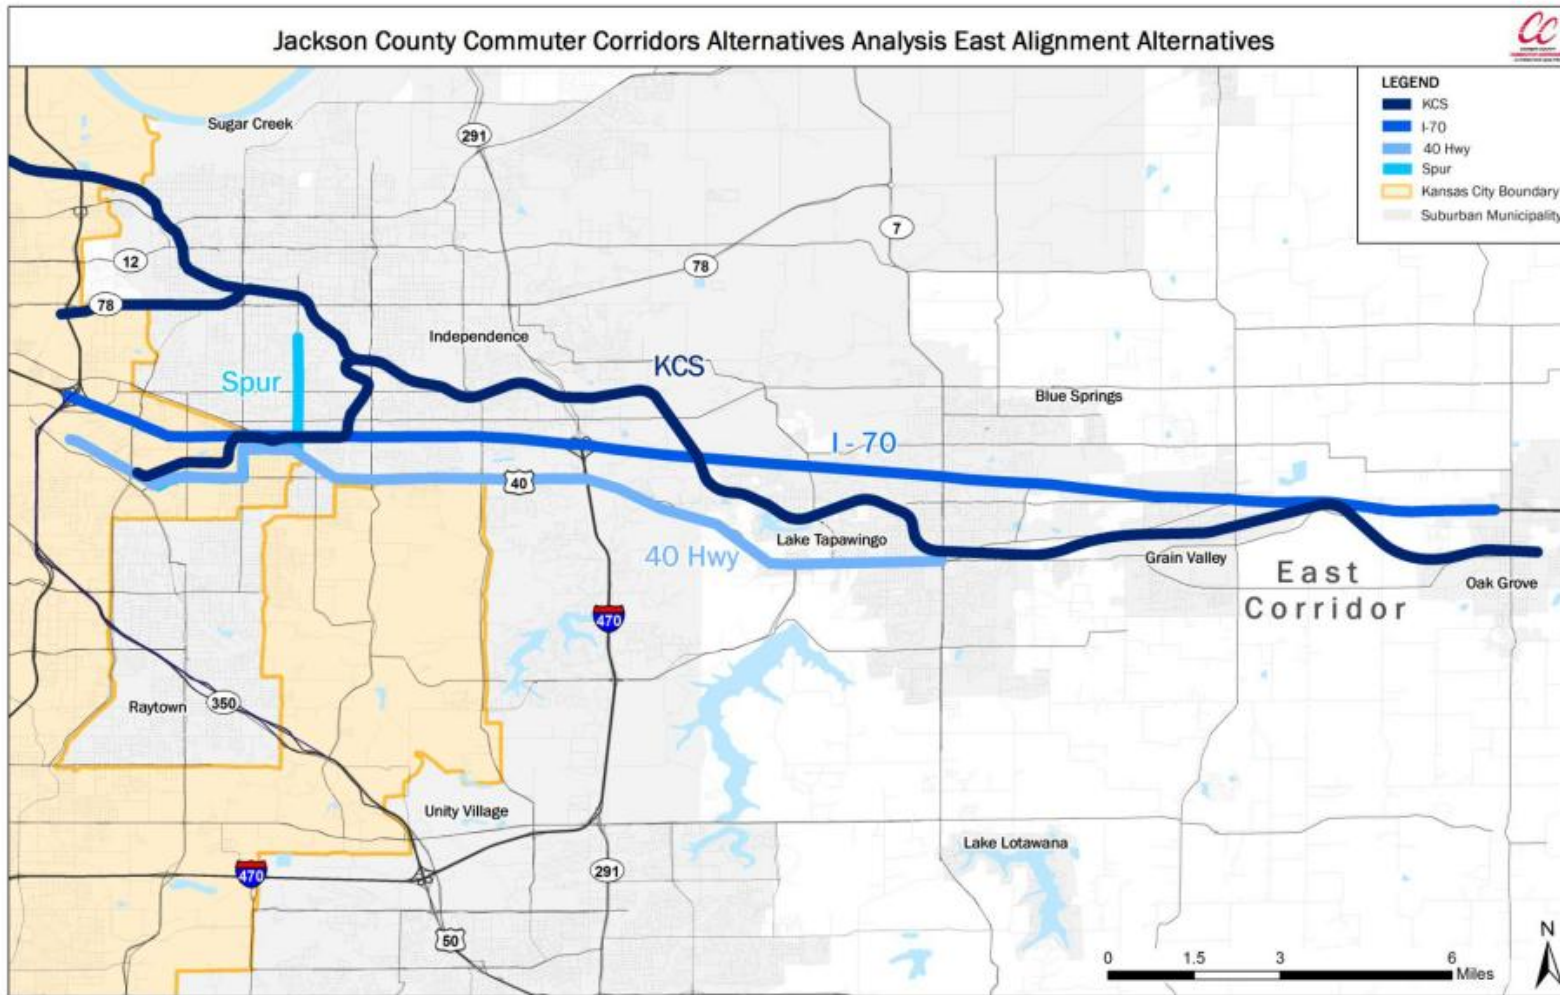 Jackson County Commuter Corridors Alternatives Analysis East Alignment Alternatives
CC
LEGEND
KCS
I-70
40 Hwy
Spur
Kansas City Boundary
Suburban Municipality
Sugar Creek
291
7
12
78
78
Independence
KCS
Spur
Blue Springs
I - 70
40
40 Hwy
Lake Tapawingo
Grain Valley
East
Corridor
Oak Grove
470
Raytown
350
Unity Village
Lake Lotawana
470
291
50
N
0 1.5 3 6
Miles